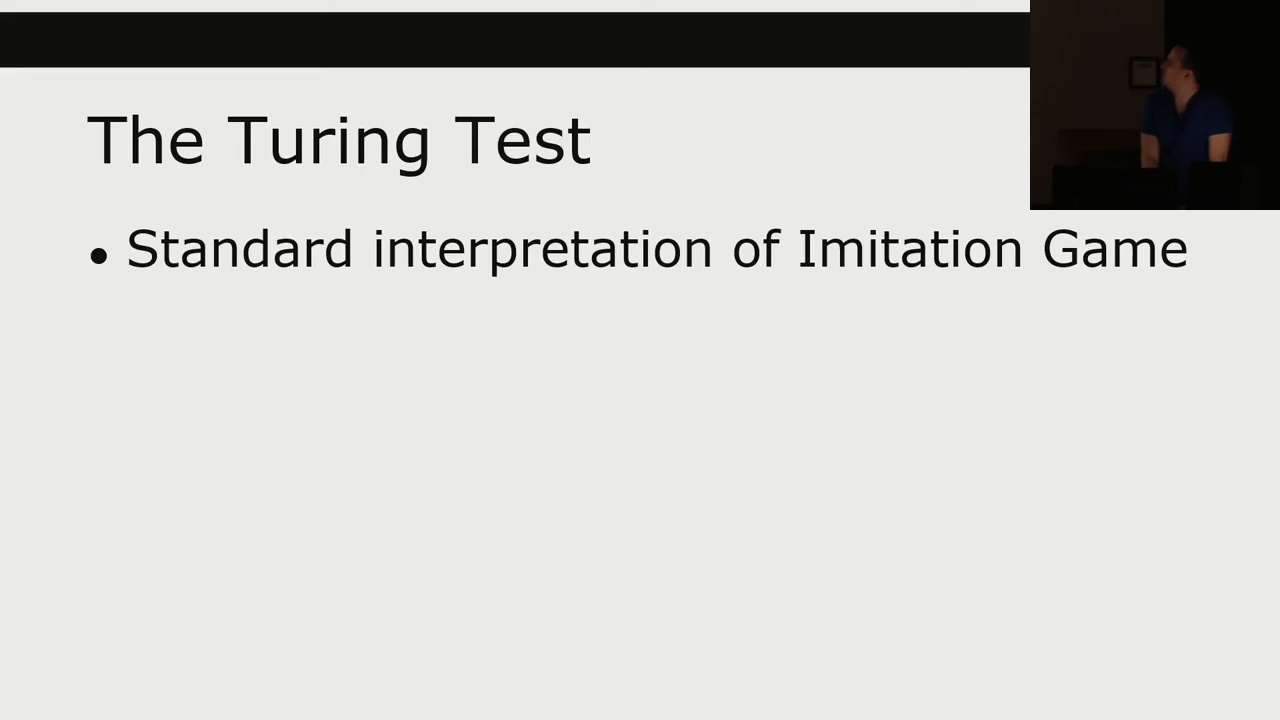 The Turing Test
• Standard interpretation of Imitation Game